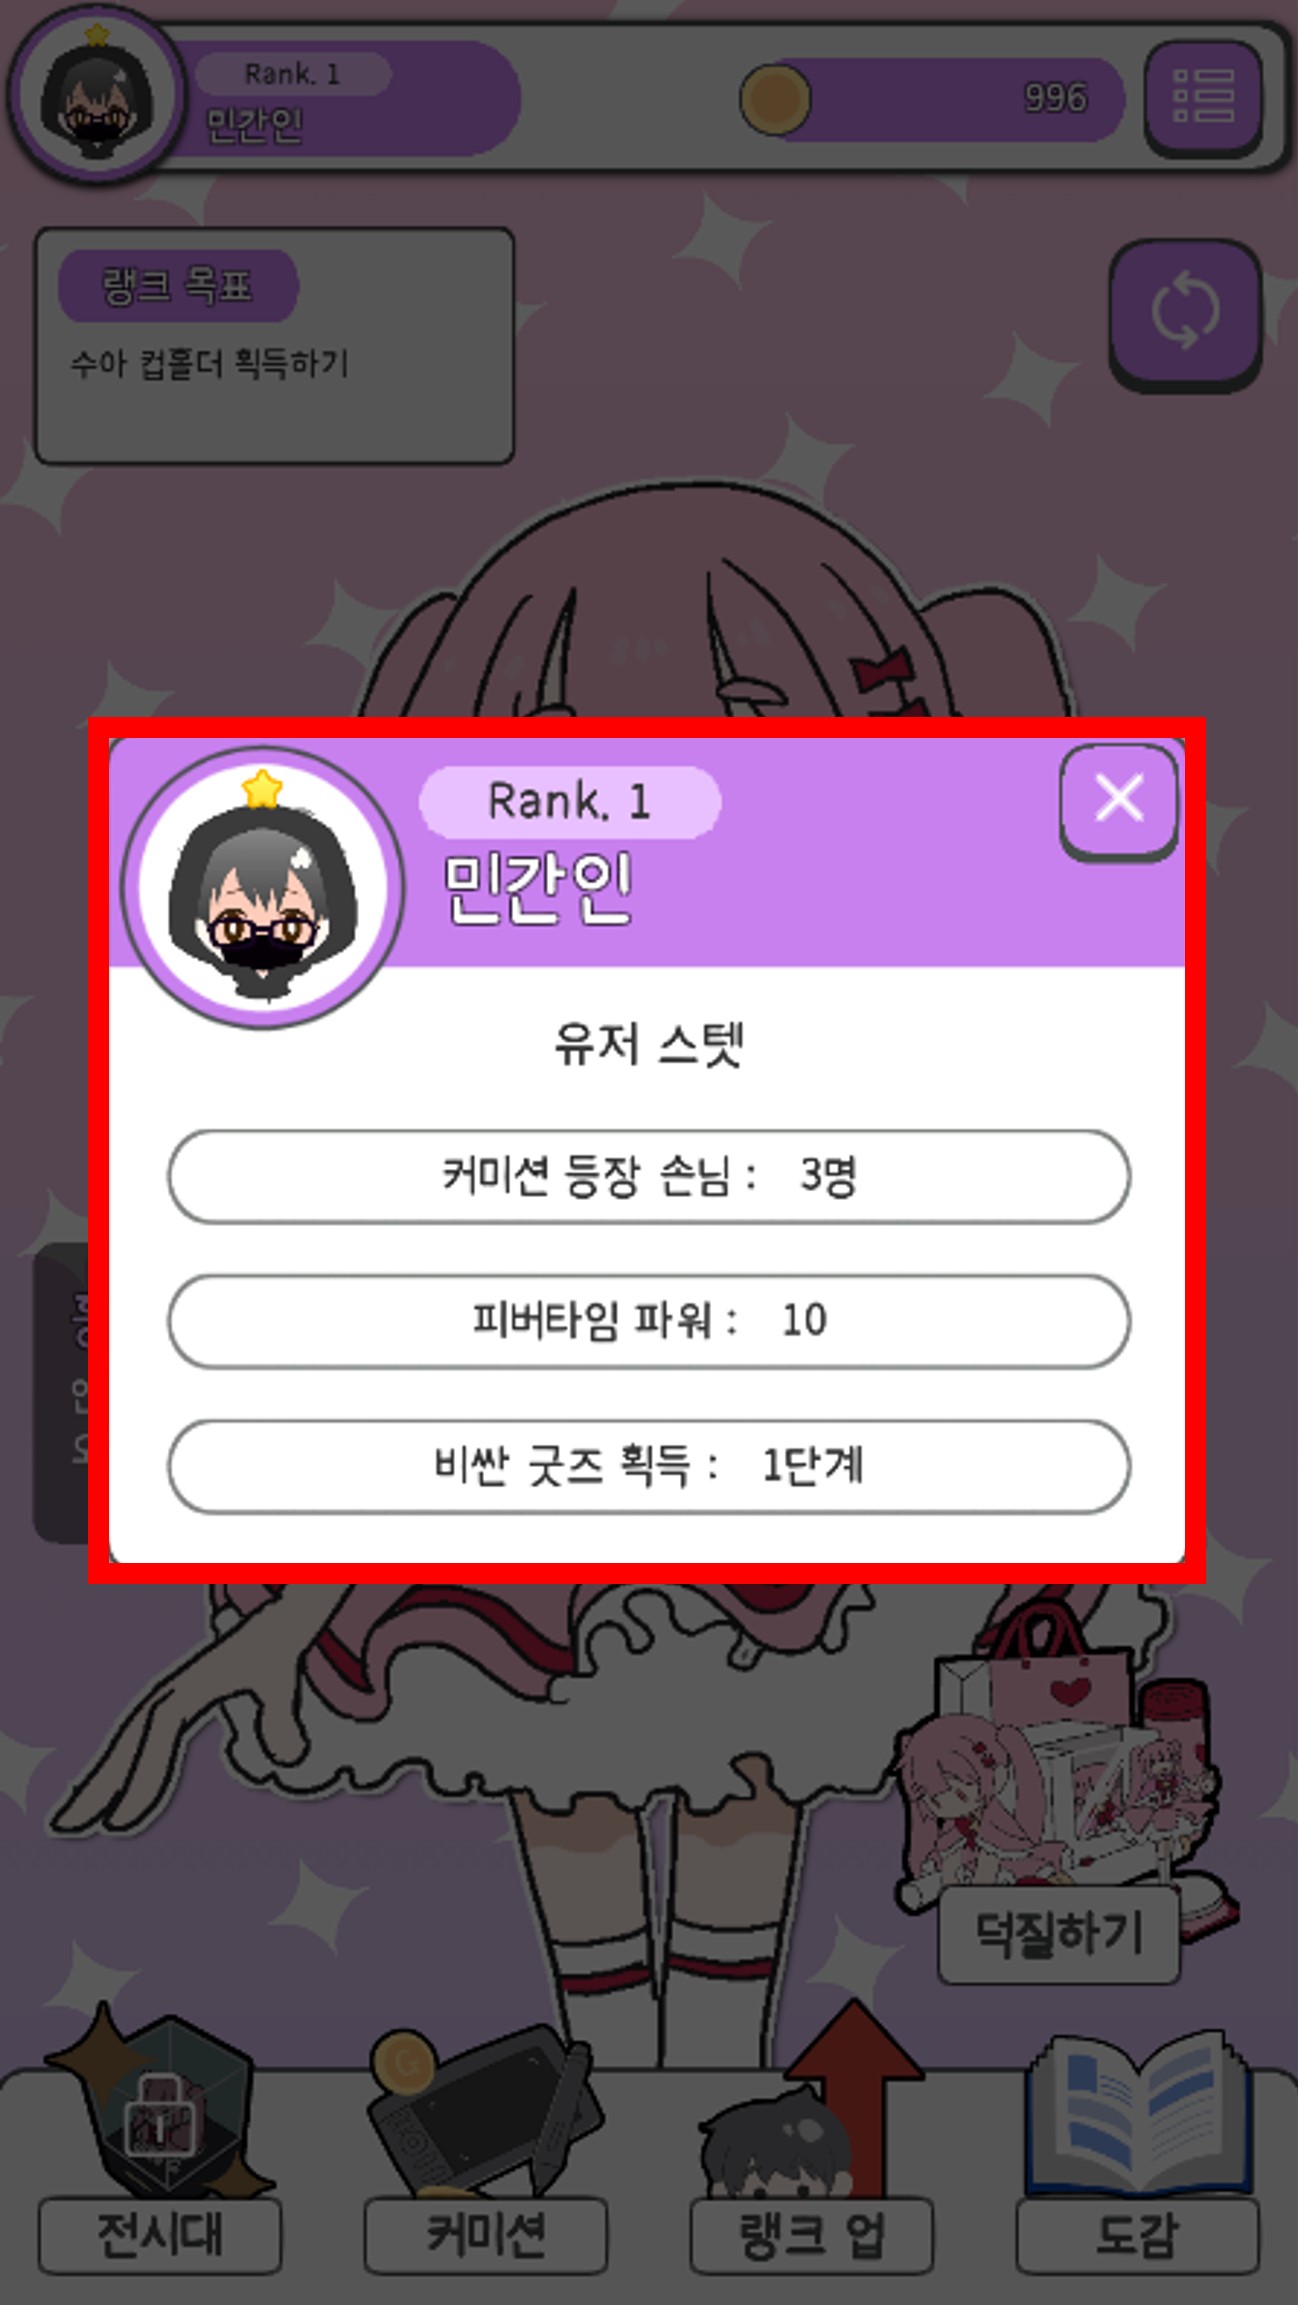 Rank. 1
민간인
996
랭크 목표
수아 컵홀더 획득하기
Rank. 1
민간인
유저 스텟
커미션 등장 손님 : 3명
피버타임 파워 : 10
비싼 굿즈 획득 : 1단계
덕질하기
전시대
커미션
랭크 업
도감